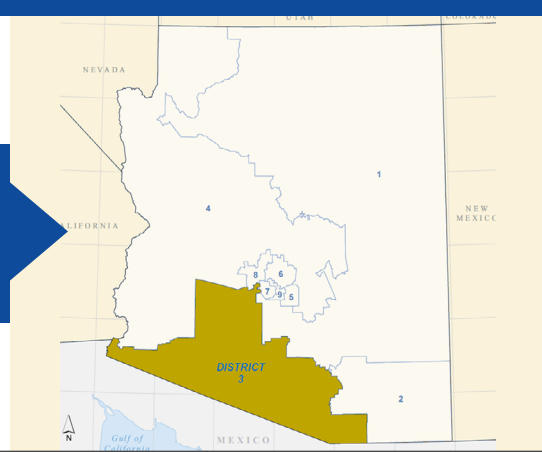 UTAH
COLORADO
NEVADA
1
4
NEW
MEXICO
ALIFORNIA
8
6
7
9
5
DISTRICT
3
2
N
Gulf of
California
MEXICO